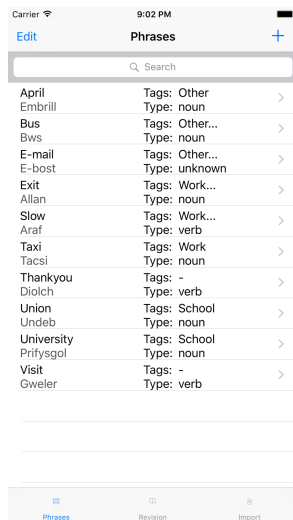 Carrier 9:02 PM
Edit Phrases +
Search
April Tags: Other
Embrill Type: noun
Bus Tags: Other...
Bws Type: noun
E-mail Tags: Other...
E-bost Type: unknown
Exit Tags: Work...
Allan Type: noun
Slow Tags: Work...
Araf Type: verb
Taxi Tags: Work
Tacsi Type: noun
Thankyou Tags: -
Diolch Type: verb
Union Tags: School
Undeb Type: noun
University Tags: School
Prifysgol Type: noun
Visit Tags: -
Gweler Type: verb
Phrases Revision Import